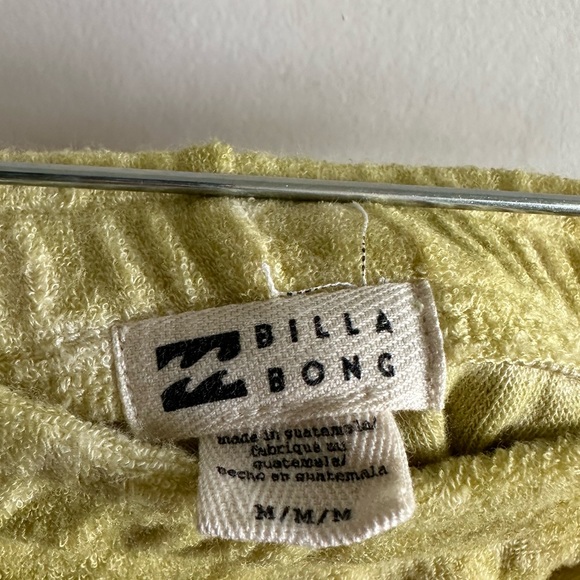 BILLA
BONG
made in guatemala/
fabriqué au
guatemala/
hecho en guatemala
M/M/M